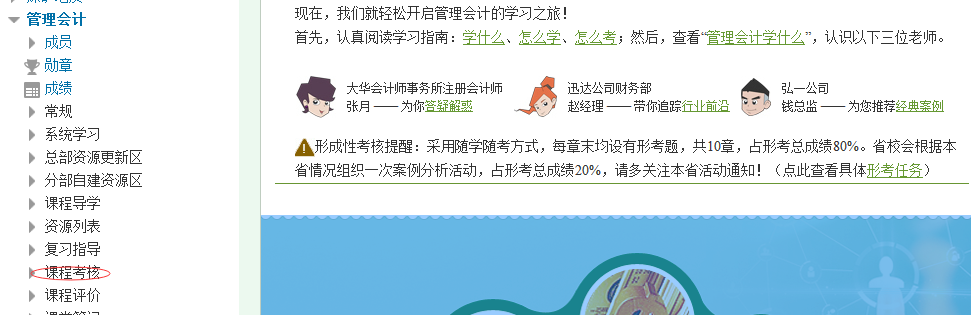 管理会计
成员
勋章
成绩
常规
系统学习
总部资源更新区
分部自建资源区
课程导学
资源列表
复习指导
课程考核
课程评价
现在，我们就轻松开启管理会计的学习之旅！
首先，认真阅读学习指南：学什么、怎么学、怎么考；然后，查看“管理会计学什么”，认识以下三位老师。
大华会计师事务所注册会计师
张月 —— 为你答疑解惑
迅达公司财务部
赵经理 —— 带你追踪行业前沿
弘一公司
钱总监 —— 为您推荐经典案例
形成性考核提醒：采用随学随考方式，每章末均设有形考题，共10章，占形考总成绩80%。省校会根据本
省情况组织一次案例分析活动，占形考总成绩20%，请多关注本省活动通知！（点此查看具体形考任务）